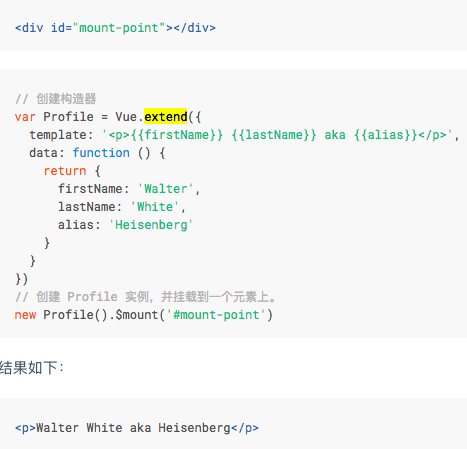 <div id="mount-point"></div>
// 创建构造器
var Profile = Vue.extend({
  template: '<p>{{firstName}} {{lastName}} aka {{alias}}</p>',
  data: function () {
    return {
      firstName: 'Walter',
      lastName: 'White',
      alias: 'Heisenberg'
    }
  }
})
// 创建 Profile 实例，并挂载到一个元素上。
new Profile().$mount('#mount-point')
结果如下：
<p>Walter White aka Heisenberg</p>